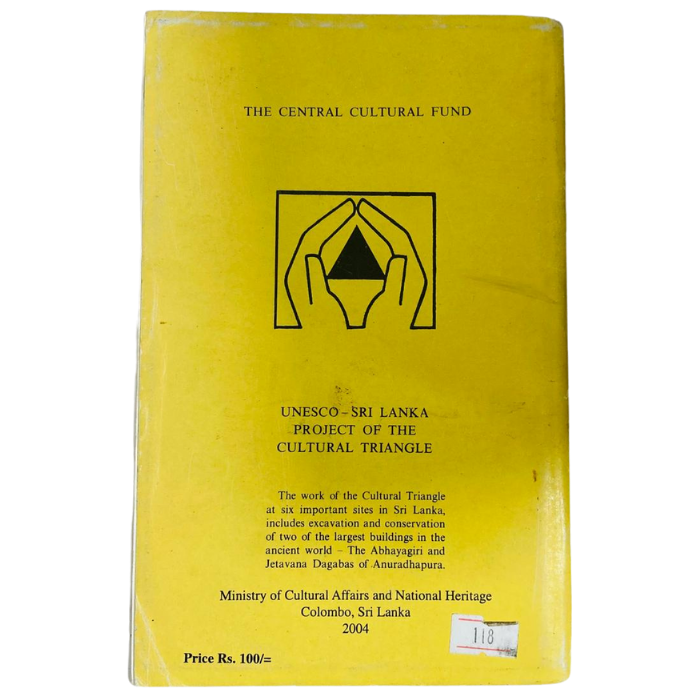 THE CENTRAL CULTURAL FUND
UNESCO – SRI LANKA
PROJECT OF THE
CULTURAL TRIANGLE
The work of the Cultural Triangle
at six important sites in Sri Lanka,
includes excavation and conservation
of two of the largest buildings in the
ancient world – The Abhayagiri and
Jetavana Dagabas of Anuradhapura.
Ministry of Cultural Affairs and National Heritage
Colombo, Sri Lanka
2004
118
Price Rs. 100/=